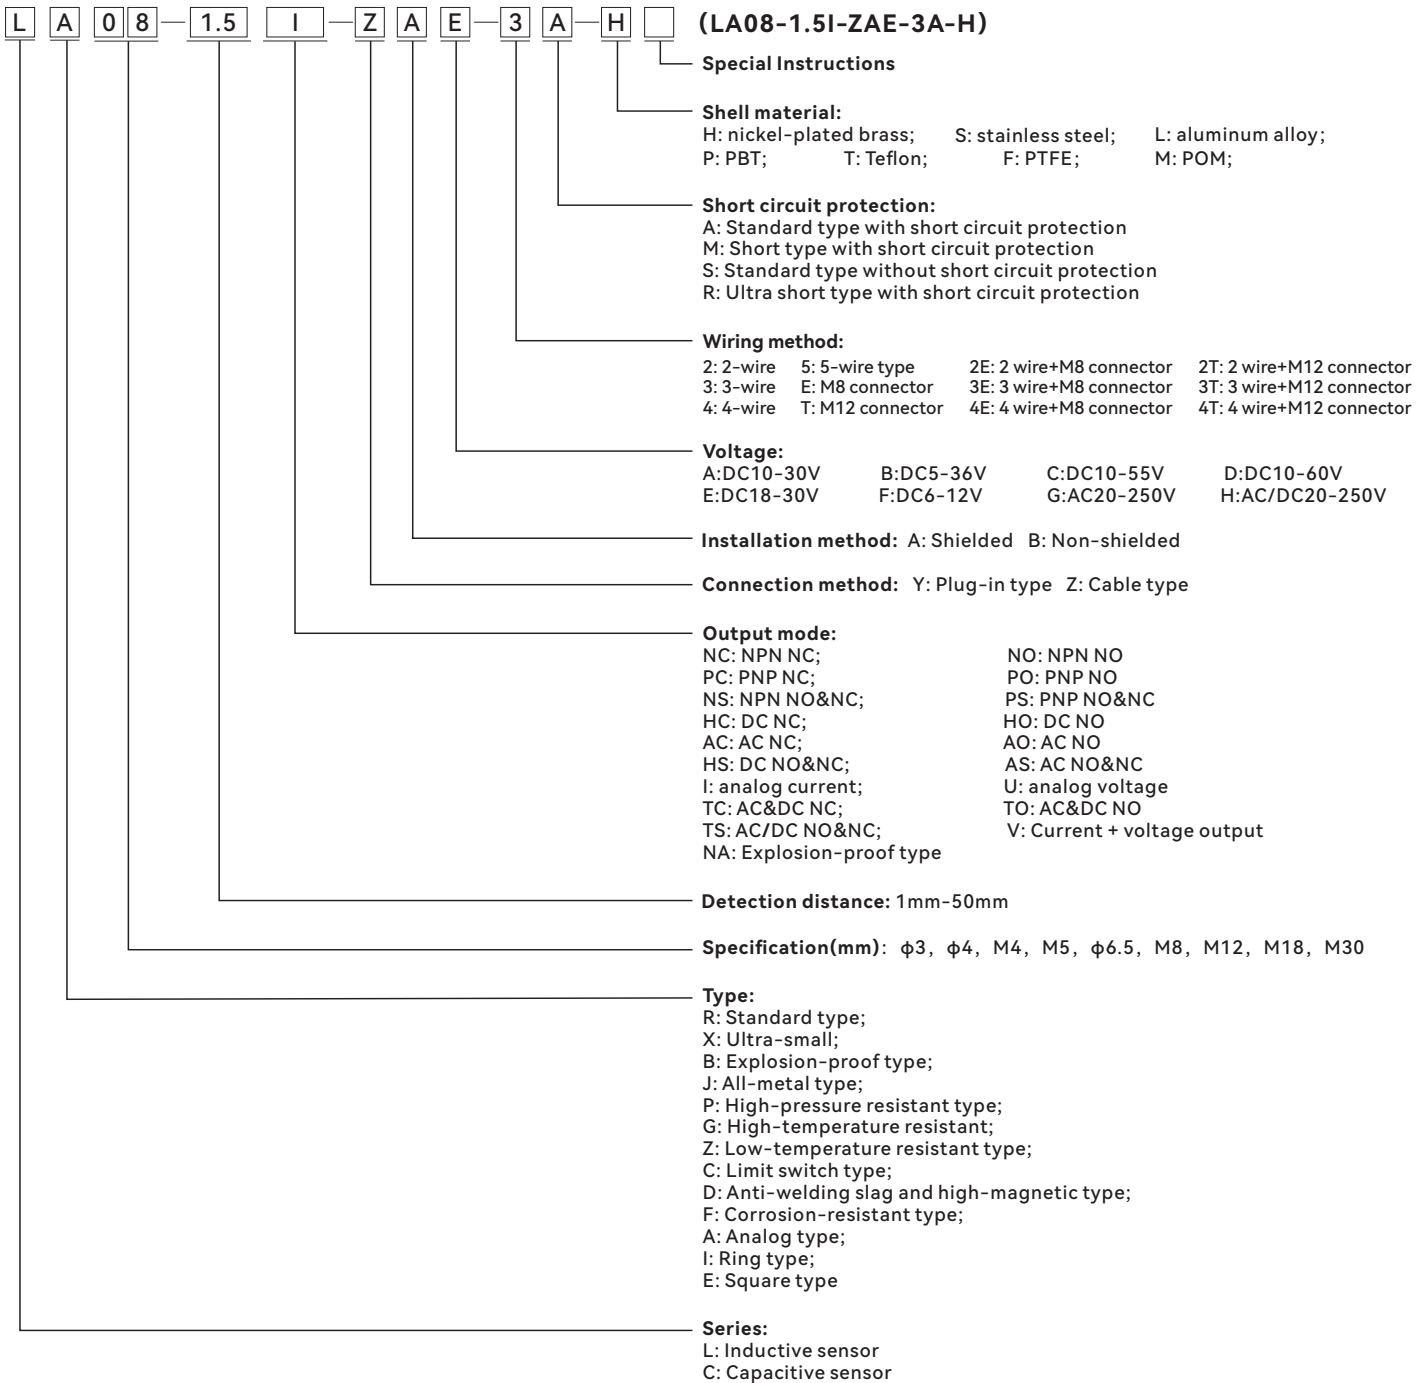 L A 0 8 — 1.5 I — Z A E — 3 A — H (LA08-1.5I-ZAE-3A-H)
Special Instructions
Shell material:
H: nickel-plated brass; S: stainless steel; L: aluminum alloy;
P: PBT; T: Teflon; F: PTFE; M: POM;
Short circuit protection:
A: Standard type with short circuit protection
M: Short type with short circuit protection
S: Standard type without short circuit protection
R: Ultra short type with short circuit protection
Wiring method:
2: 2-wire 5: 5-wire type 2E: 2 wire+M8 connector 2T: 2 wire+M12 connector
3: 3-wire E: M8 connector 3E: 3 wire+M8 connector 3T: 3 wire+M12 connector
4: 4-wire T: M12 connector 4E: 4 wire+M8 connector 4T: 4 wire+M12 connector
Voltage:
A:DC10-30V B:DC5-36V C:DC10-55V D:DC10-60V
E:DC18-30V F:DC6-12V G:AC20-250V H:AC/DC20-250V
Installation method: A: Shielded B: Non-shielded
Connection method: Y: Plug-in type Z: Cable type
Output mode:
NC: NPN NC; NO: NPN NO
PC: PNP NC; PO: PNP NO
NS: NPN NO&NC; PS: PNP NO&NC
HC: DC NC; HO: DC NO
AC: AC NC; AO: AC NO
HS: DC NO&NC; AS: AC NO&NC
I: analog current; U: analog voltage
TC: AC&DC NC; TO: AC&DC NO
TS: AC/DC NO&NC; V: Current + voltage output
NA: Explosion-proof type
Detection distance: 1mm-50mm
Specification(mm): φ3, φ4, M4, M5, φ6.5, M8, M12, M18, M30
Type:
R: Standard type;
X: Ultra-small;
B: Explosion-proof type;
J: All-metal type;
P: High-pressure resistant type;
G: High-temperature resistant;
Z: Low-temperature resistant type;
C: Limit switch type;
D: Anti-welding slag and high-magnetic type;
F: Corrosion-resistant type;
A: Analog type;
I: Ring type;
E: Square type
Series:
L: Inductive sensor
C: Capacitive sensor